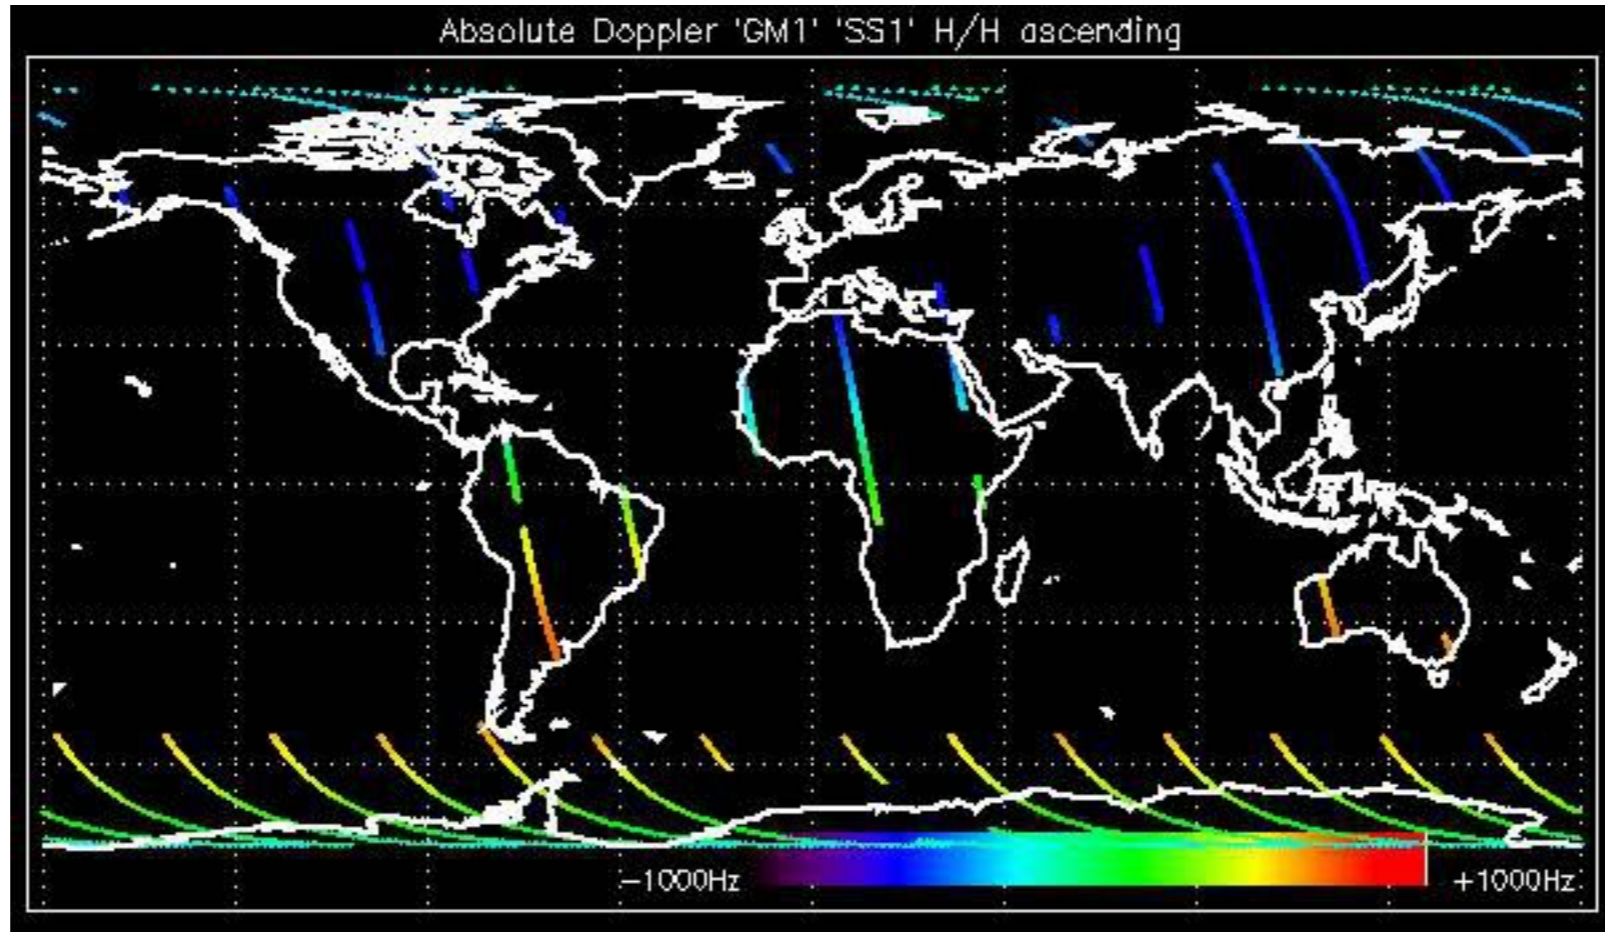 Absolute Doppler 'GM1' 'SS1' H/H ascending
−1000Hz
+1000Hz